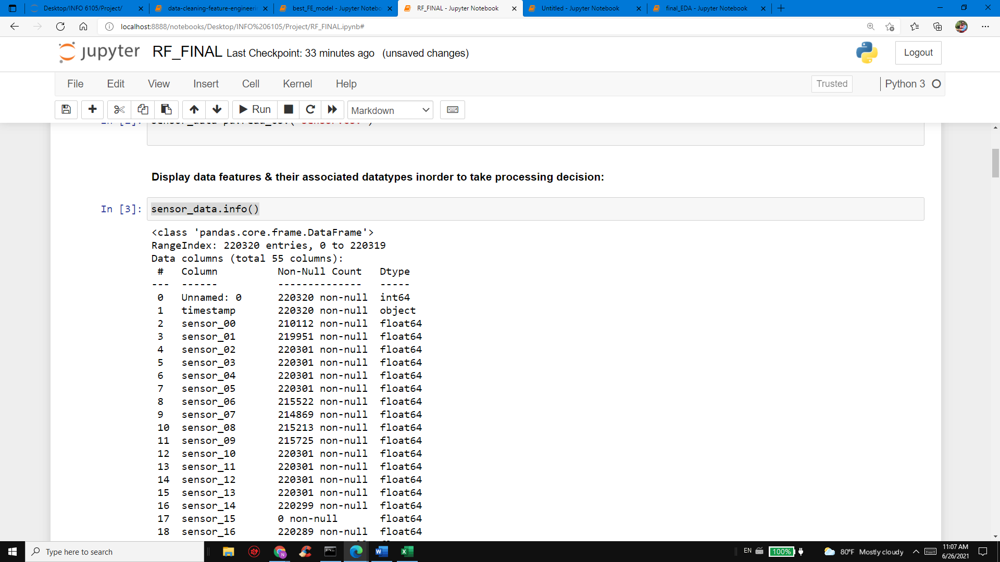 Desktop/INFO 6105/Project/
data-cleaning-feature-engineerin
best_FE_model - Jupyter Notebo
RF_FINAL - Jupyter Notebook
Untitled - Jupyter Notebook
final_EDA - Jupyter Notebook
localhost:8888/notebooks/Desktop/INFO%206105/Project/RF_FINAL.ipynb#
jupyter RF_FINAL Last Checkpoint: 33 minutes ago (unsaved changes)
Logout
File Edit View Insert Cell Kernel Help
Trusted
Python 3
Run
Markdown
Display data features & their associated datatypes inorder to take processing decision:
In [3]: sensor_data.info()
<class 'pandas.core.frame.DataFrame'>
RangeIndex: 220320 entries, 0 to 220319
Data columns (total 55 columns):
# Column Non-Null Count Dtype
--- ------ -------------- -----
0 Unnamed: 0 220320 non-null int64
1 timestamp 220320 non-null object
2 sensor_00 210112 non-null float64
3 sensor_01 219951 non-null float64
4 sensor_02 220301 non-null float64
5 sensor_03 220301 non-null float64
6 sensor_04 220301 non-null float64
7 sensor_05 220301 non-null float64
8 sensor_06 215522 non-null float64
9 sensor_07 214869 non-null float64
10 sensor_08 215213 non-null float64
11 sensor_09 215725 non-null float64
12 sensor_10 220301 non-null float64
13 sensor_11 220301 non-null float64
14 sensor_12 220301 non-null float64
15 sensor_13 220301 non-null float64
16 sensor_14 220299 non-null float64
17 sensor_15 0 non-null float64
18 sensor_16 220289 non-null float64
Type here to search
EN
100%
80°F Mostly cloudy
11:07 AM
6/26/2021